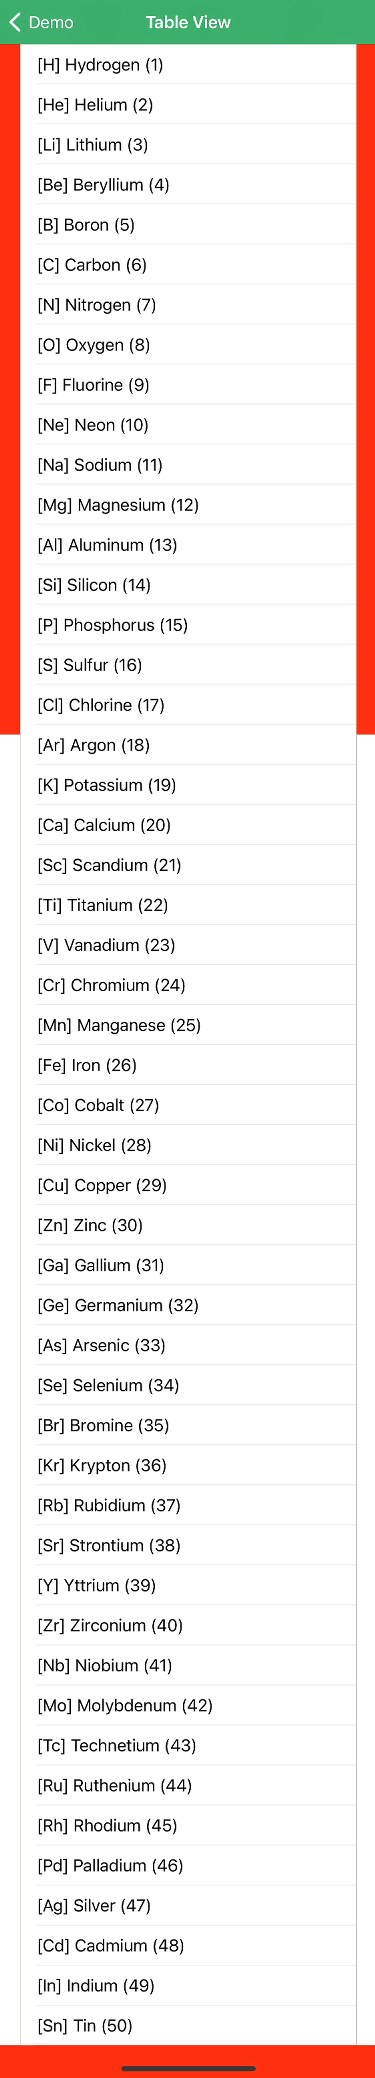 Demo
Table View
[H] Hydrogen (1)
[He] Helium (2)
[Li] Lithium (3)
[Be] Beryllium (4)
[B] Boron (5)
[C] Carbon (6)
[N] Nitrogen (7)
[O] Oxygen (8)
[F] Fluorine (9)
[Ne] Neon (10)
[Na] Sodium (11)
[Mg] Magnesium (12)
[Al] Aluminum (13)
[Si] Silicon (14)
[P] Phosphorus (15)
[S] Sulfur (16)
[Cl] Chlorine (17)
[Ar] Argon (18)
[K] Potassium (19)
[Ca] Calcium (20)
[Sc] Scandium (21)
[Ti] Titanium (22)
[V] Vanadium (23)
[Cr] Chromium (24)
[Mn] Manganese (25)
[Fe] Iron (26)
[Co] Cobalt (27)
[Ni] Nickel (28)
[Cu] Copper (29)
[Zn] Zinc (30)
[Ga] Gallium (31)
[Ge] Germanium (32)
[As] Arsenic (33)
[Se] Selenium (34)
[Br] Bromine (35)
[Kr] Krypton (36)
[Rb] Rubidium (37)
[Sr] Strontium (38)
[Y] Yttrium (39)
[Zr] Zirconium (40)
[Nb] Niobium (41)
[Mo] Molybdenum (42)
[Tc] Technetium (43)
[Ru] Ruthenium (44)
[Rh] Rhodium (45)
[Pd] Palladium (46)
[Ag] Silver (47)
[Cd] Cadmium (48)
[In] Indium (49)
[Sn] Tin (50)